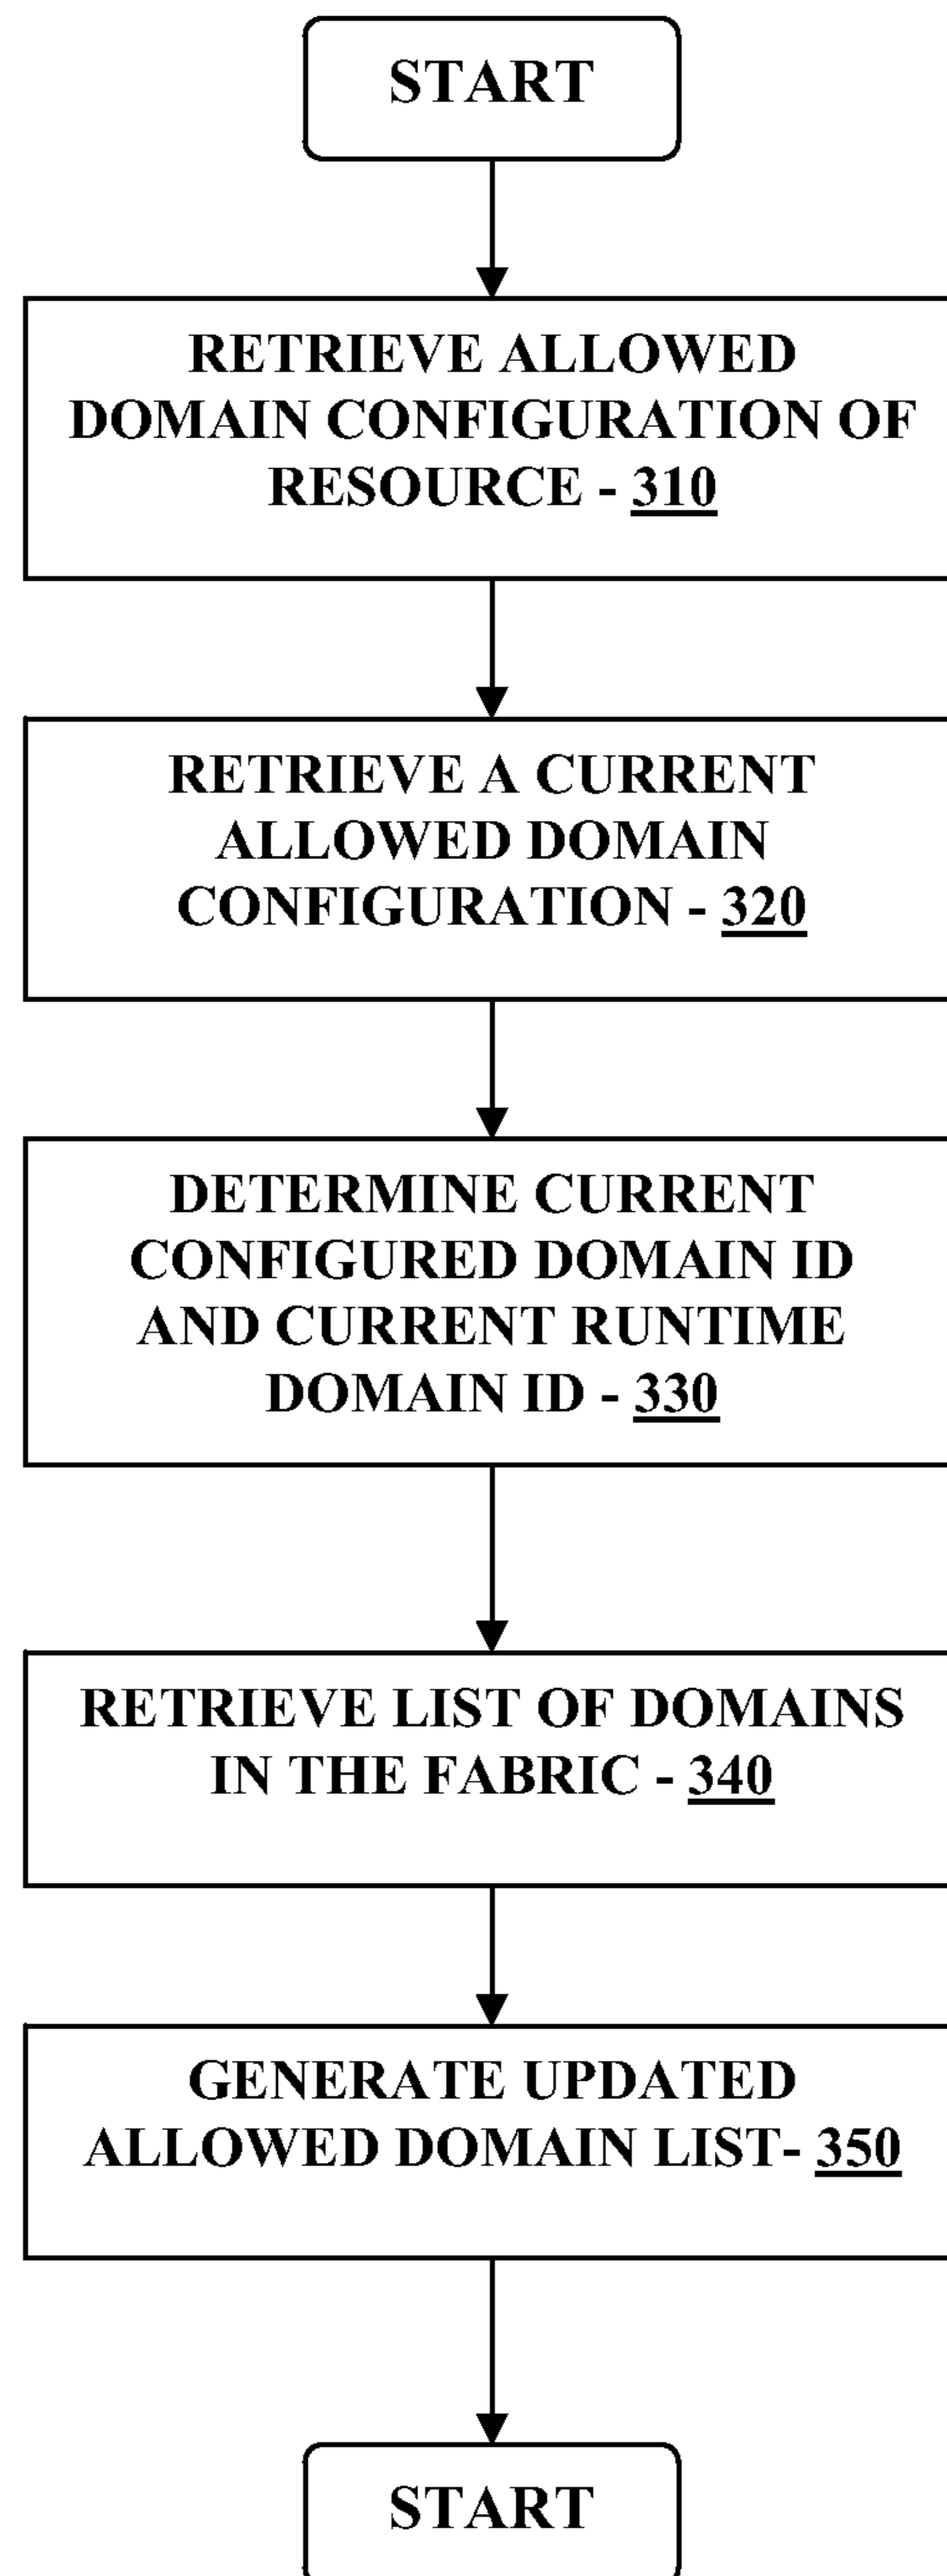 START
RETRIEVE ALLOWED
DOMAIN CONFIGURATION OF
RESOURCE - 310
RETRIEVE A CURRENT
ALLOWED DOMAIN
CONFIGURATION - 320
DETERMINE CURRENT
CONFIGURED DOMAIN ID
AND CURRENT RUNTIME
DOMAIN ID - 330
RETRIEVE LIST OF DOMAINS
IN THE FABRIC - 340
GENERATE UPDATED
ALLOWED DOMAIN LIST- 350
START